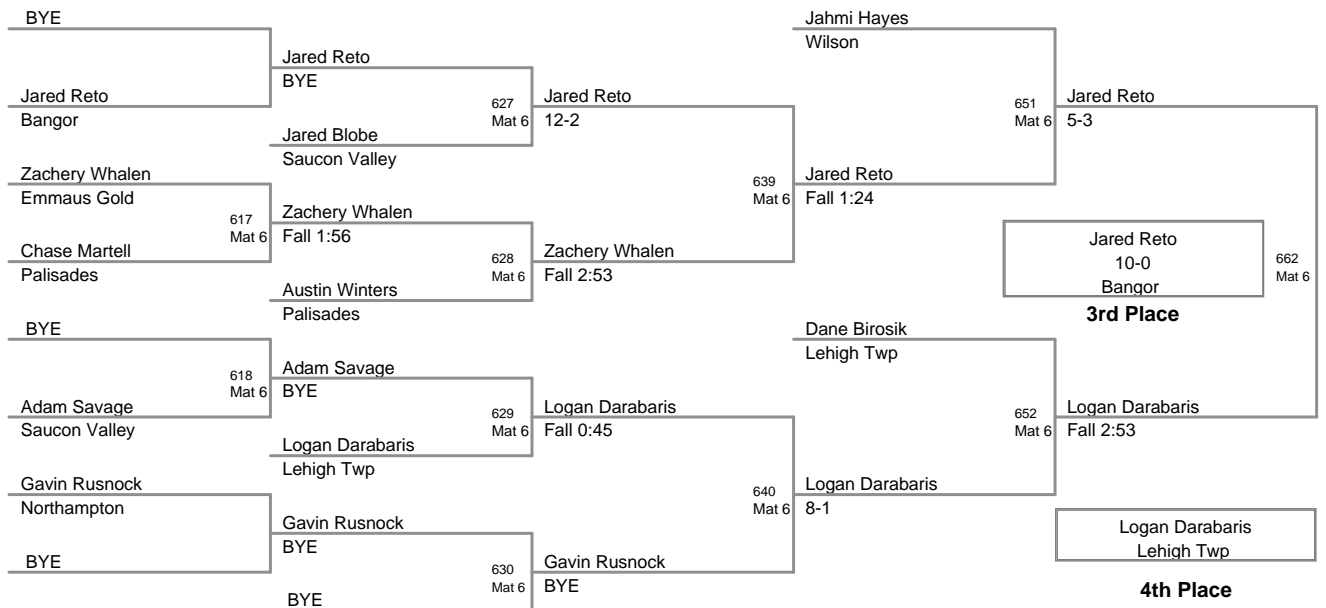 BYE
Jared Reto
Bangor
Zachery Whalen
Emmaus Gold
617
Mat 6
Chase Martell
Palisades
BYE
618
Mat 6
Adam Savage
Saucon Valley
Gavin Rusnock
Northampton
BYE
Jared Reto
BYE
627
Mat 6
Jared Blobe
Saucon Valley
Zachery Whalen
Fall 1:56
628
Mat 6
Austin Winters
Palisades
Adam Savage
BYE
629
Mat 6
Logan Darabaris
Lehigh Twp
Gavin Rusnock
BYE
630
Mat 6
BYE
Jared Reto
12-2
639
Mat 6
Zachery Whalen
Fall 2:53
Logan Darabaris
Fall 0:45
640
Mat 6
Gavin Rusnock
BYE
Jahmi Hayes
Wilson
651
Mat 6
Jared Reto
Fall 1:24
Dane Birosik
Lehigh Twp
652
Mat 6
Logan Darabaris
8-1
Jared Reto
5-3
662
Mat 6
Logan Darabaris
Fall 2:53
Jared Reto
10-0
Bangor
3rd Place
Logan Darabaris
Lehigh Twp
4th Place